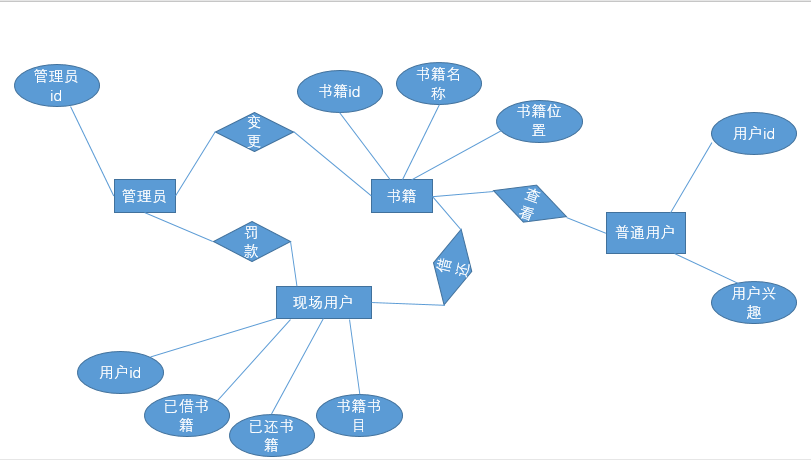 管理员
id
书籍id
书籍名
称
书籍位
置
变
更
用户id
管理员
书籍
查
看
普通用户
罚
款
借
还
现场用户
用户兴
趣
用户id
已借书
籍
已还书
籍
书籍书
目